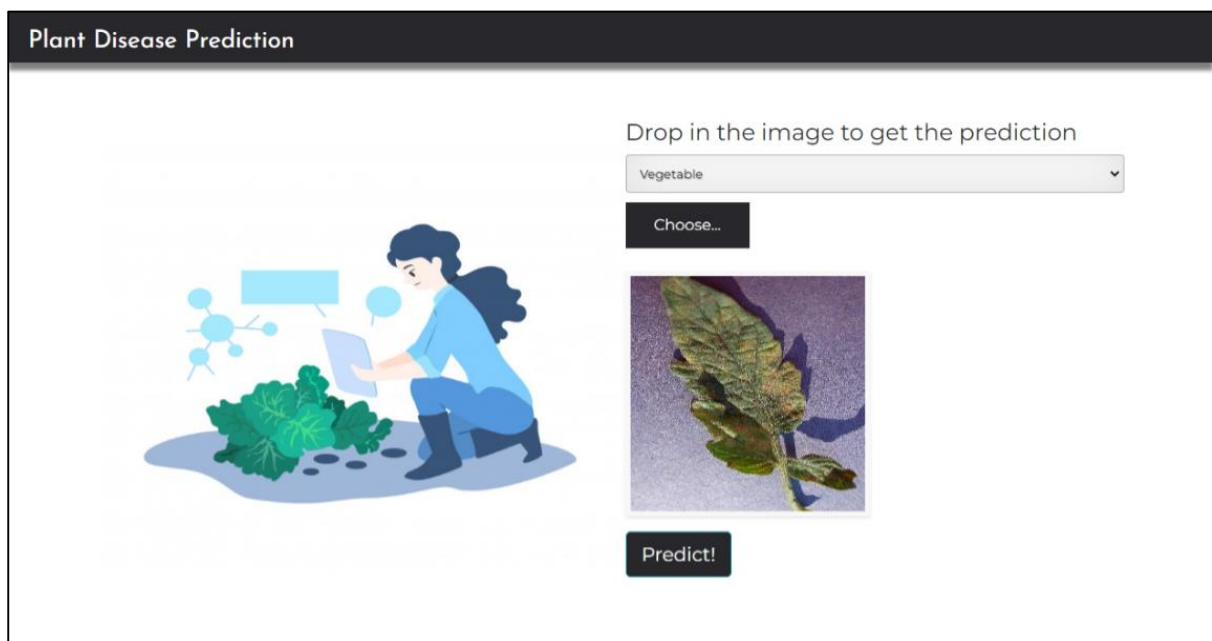 Plant Disease Prediction
Drop in the image to get the prediction
Vegetable
Choose...
Predict!